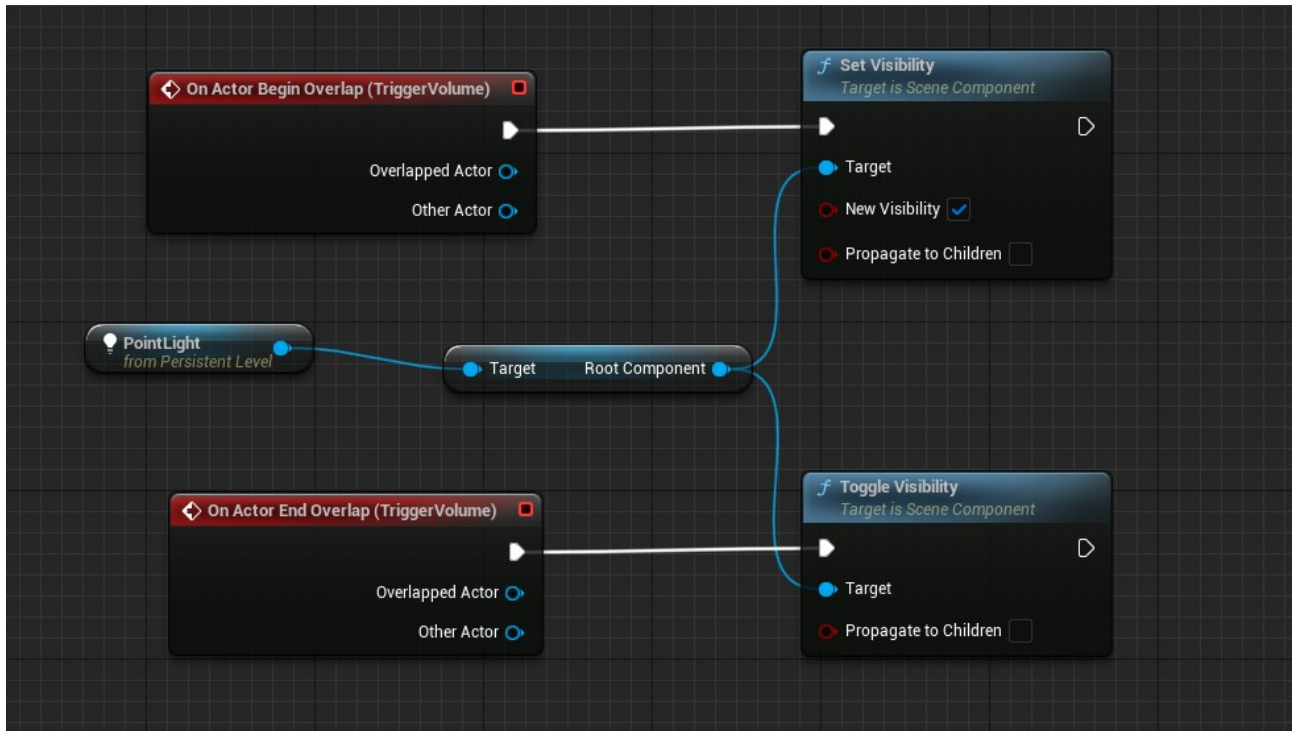 On Actor Begin Overlap (TriggerVolume)
Overlapped Actor
Other Actor
f Set Visibility
Target is Scene Component
Target
New Visibility
Propagate to Children
PointLight
from Persistent Level
Target Root Component
On Actor End Overlap (TriggerVolume)
Overlapped Actor
Other Actor
f Toggle Visibility
Target is Scene Component
Target
Propagate to Children